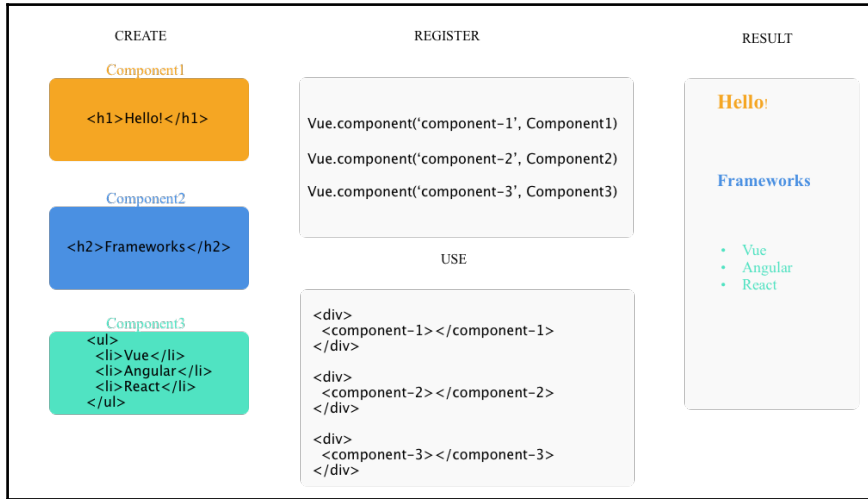 CREATE
Component1
<h1>Hello!</h1>
Component2
<h2>Frameworks</h2>
Component3
<ul>
<li>Vue</li>
<li>Angular</li>
<li>React</li>
</ul>
REGISTER
Vue.component(‘component-1’, Component1)
Vue.component(‘component-2’, Component2)
Vue.component(‘component-3’, Component3)
USE
<div>
<component-1></component-1>
</div>
<div>
<component-2></component-2>
</div>
<div>
<component-3></component-3>
</div>
RESULT
Hello!
Frameworks
• Vue
• Angular
• React